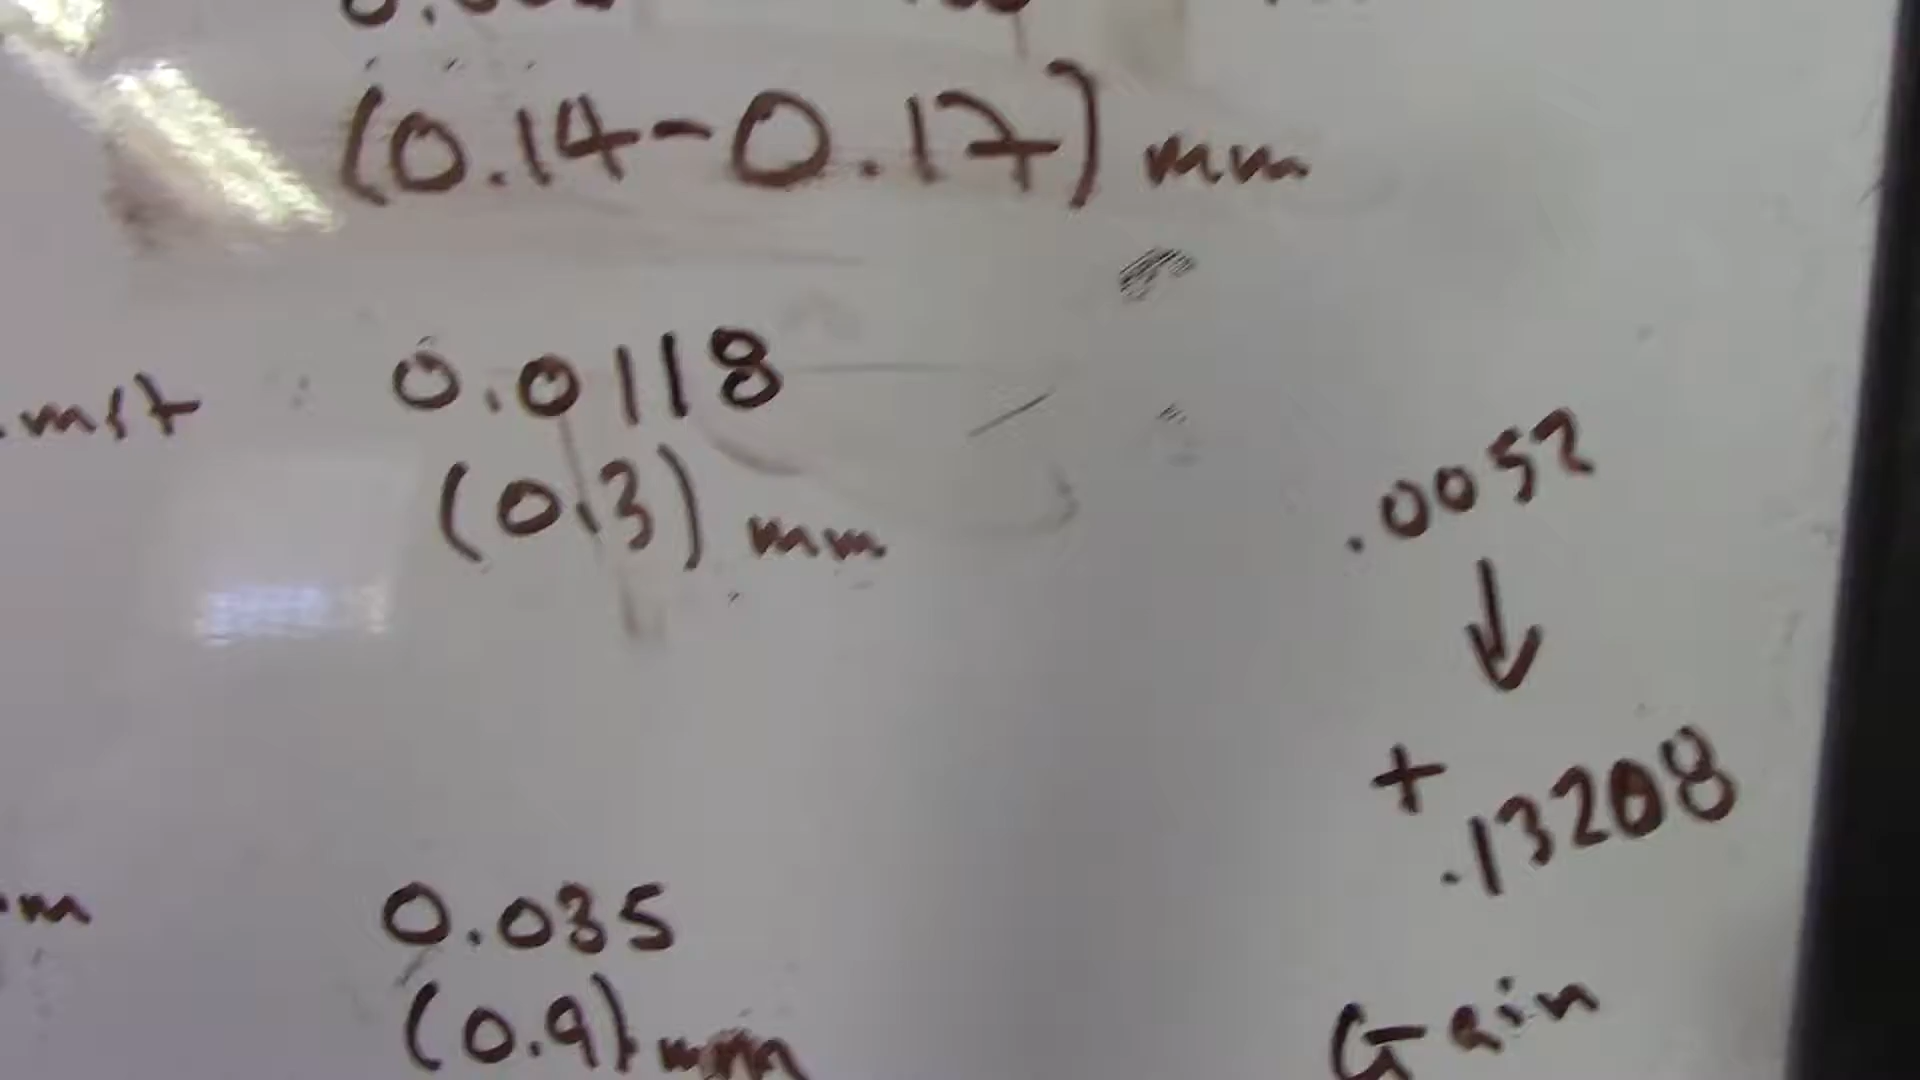 (0.14-0.17) mm
0.0118
(0.3) mm
.0052
↓
+
.13208
0.035
(0.9) mm
Gain